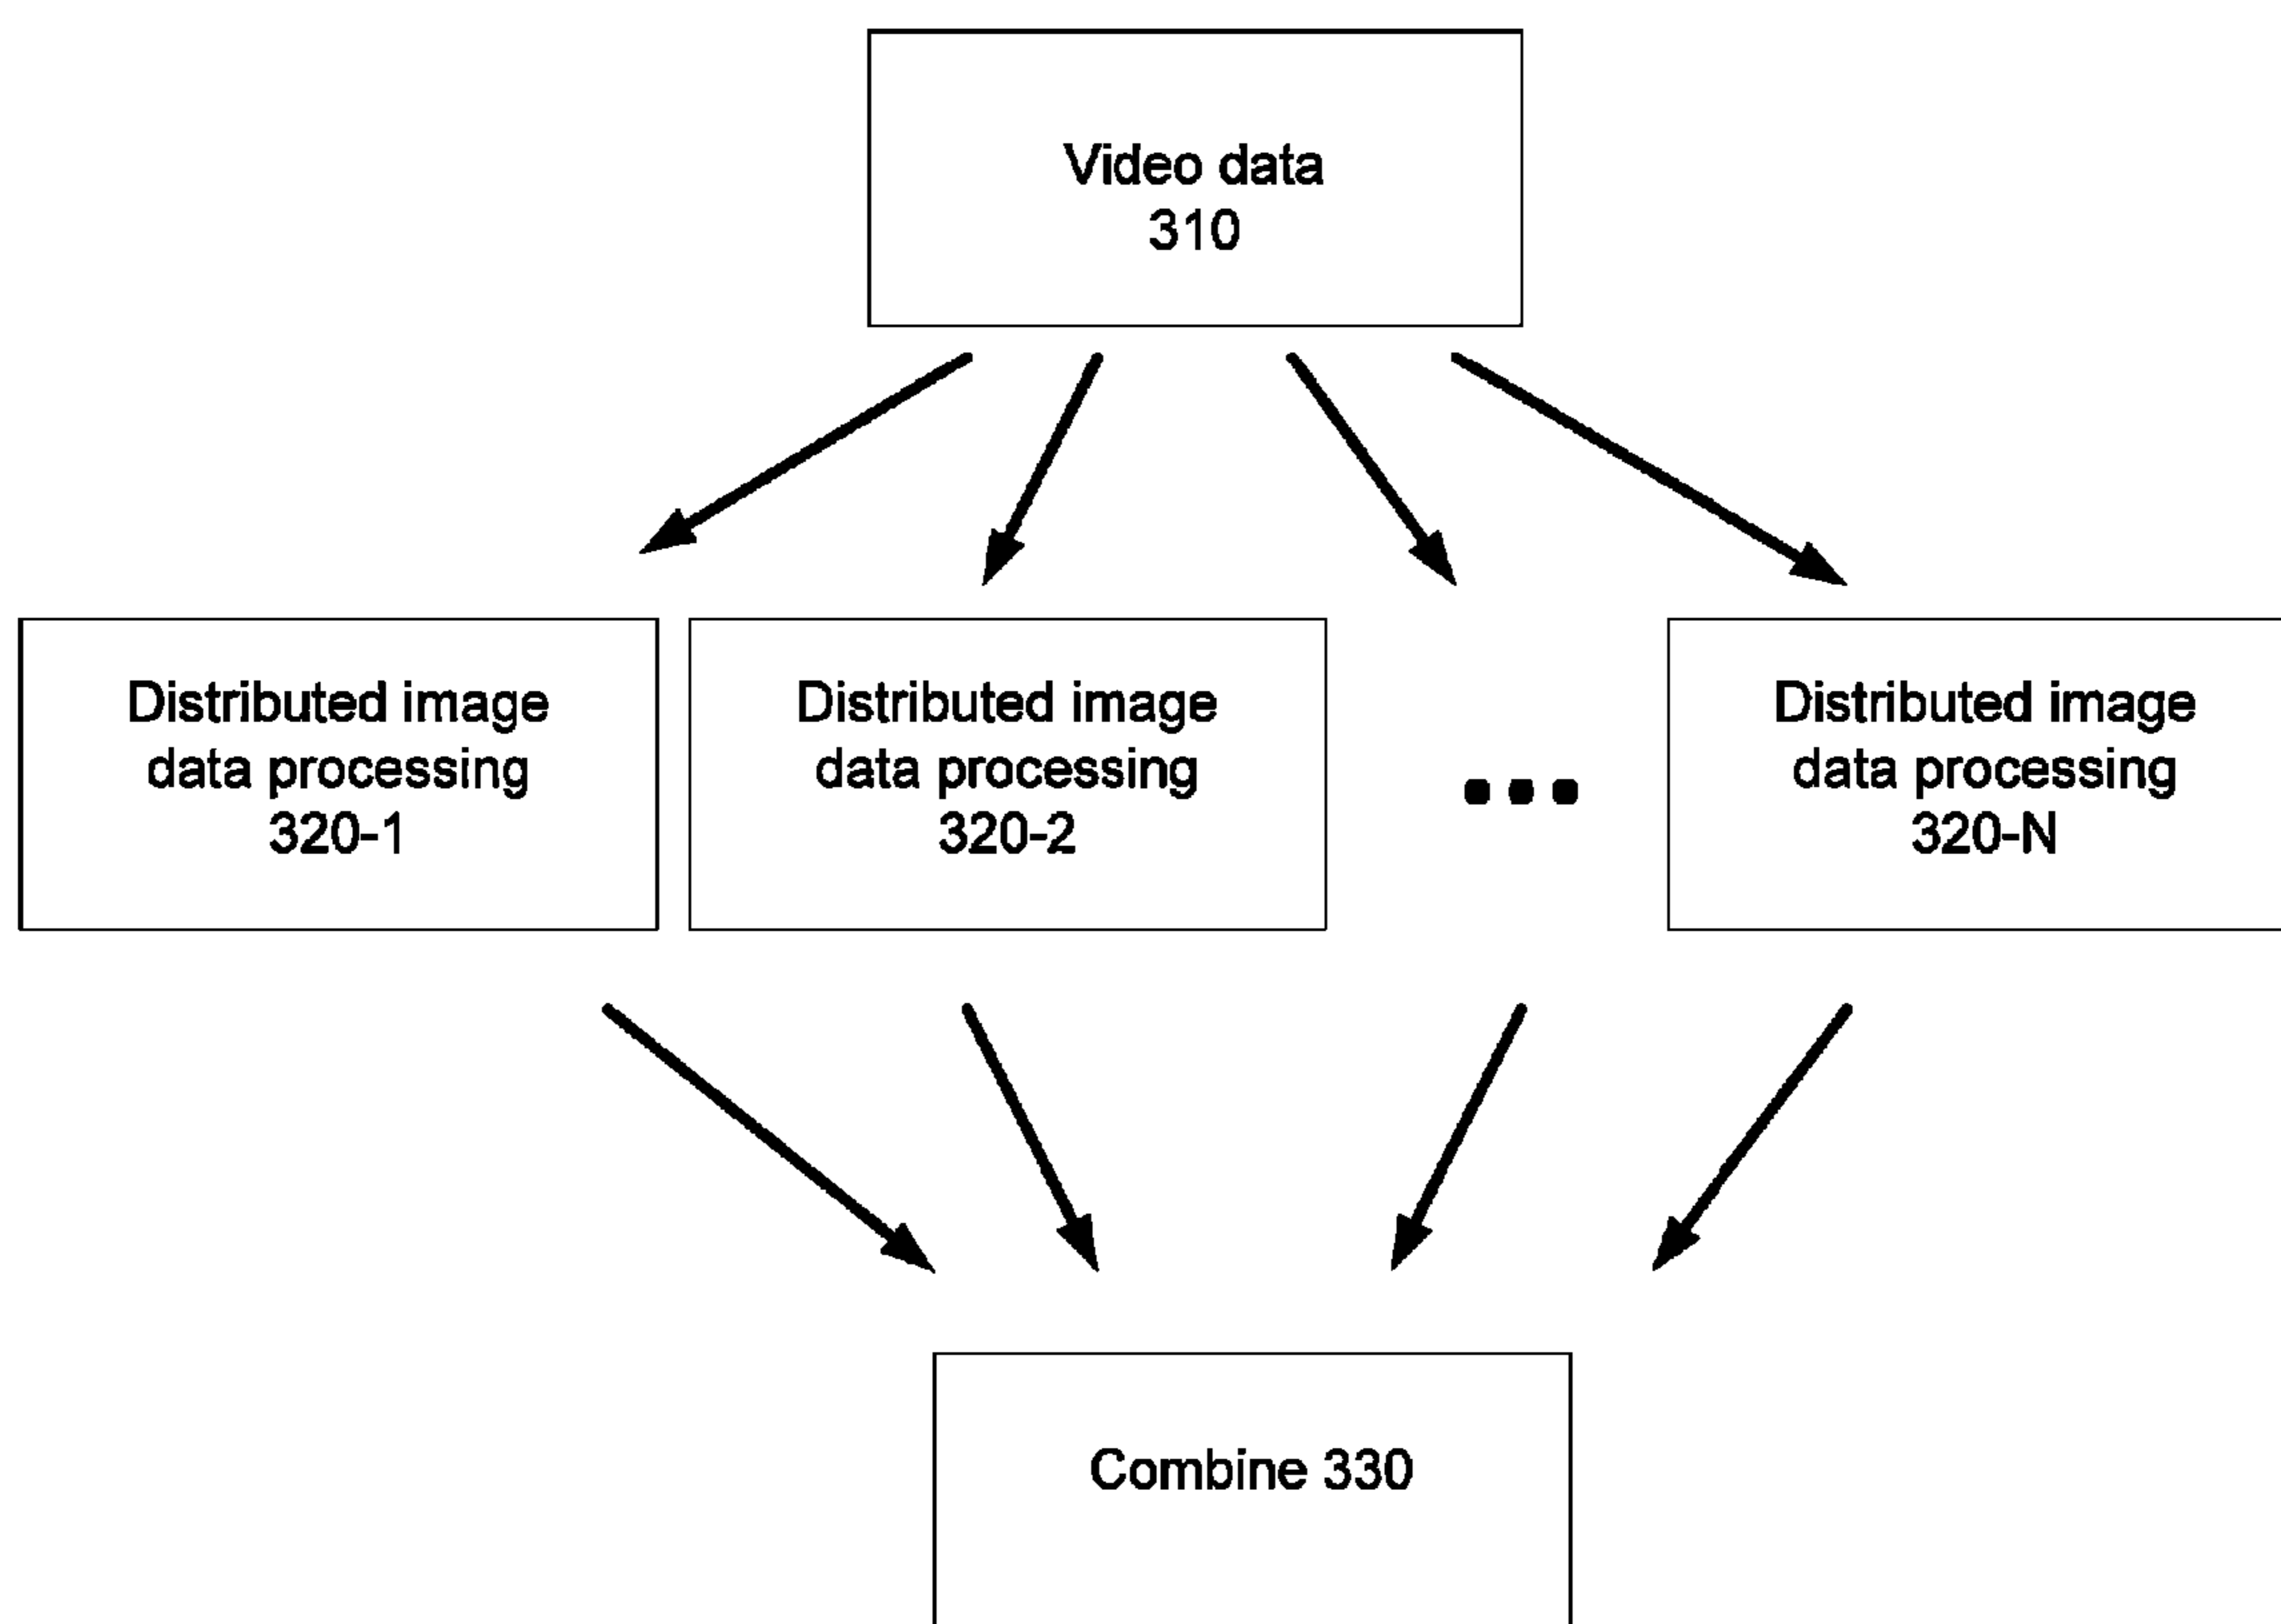 Video data
310
Distributed image
data processing
320-1
Distributed image
data processing
320-2
...
Distributed image
data processing
320-N
Combine 330